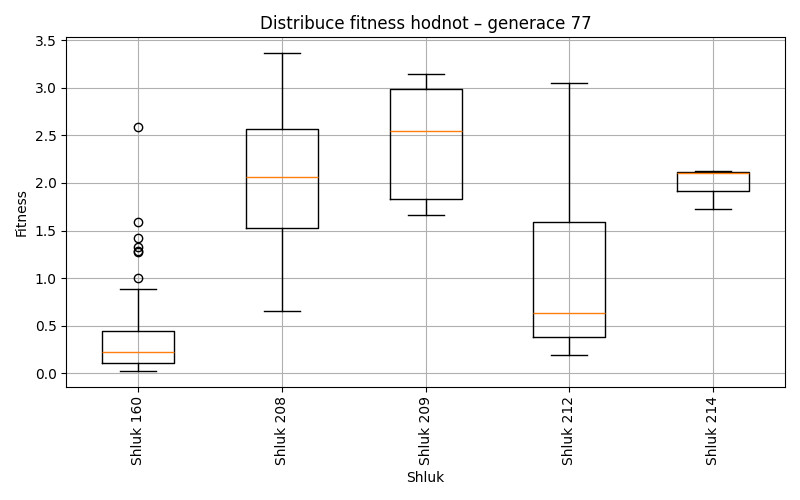 Distribuce fitness hodnot – generace 77
Fitness
3.5
3.0
2.5
2.0
1.5
1.0
0.5
0.0
Shluk 160
Shluk 208
Shluk 209
Shluk 212
Shluk 214
Shluk